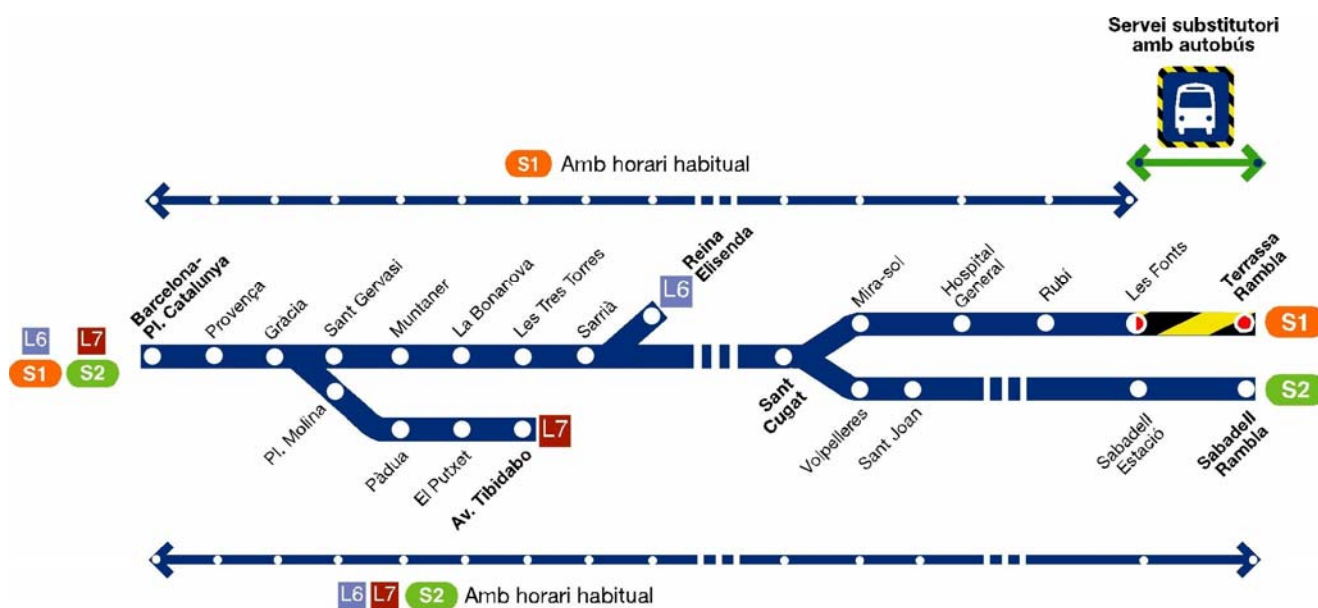 Servei substitutori
amb autobús
S1 Amb horari habitual
Barcelona-
Pl. Catalunya
Provença
Gràcia
Sant Gervasi
Muntaner
La Bonanova
Les Tres Torres
Sarrià
Reina
Elisenda
L6
Mira-sol
Hospital
General
Rubí
Les Fonts
Terrassa
Rambla
S1
L6 L7
S1 S2
Pl. Molina
Pàdua
El Putxet
Av. Tibidabo
L7
Sant
Cugat
Volpelleres
Sant Joan
Sabadell
Estació
Sabadell
Rambla
S2
L6 L7 S2 Amb horari habitual